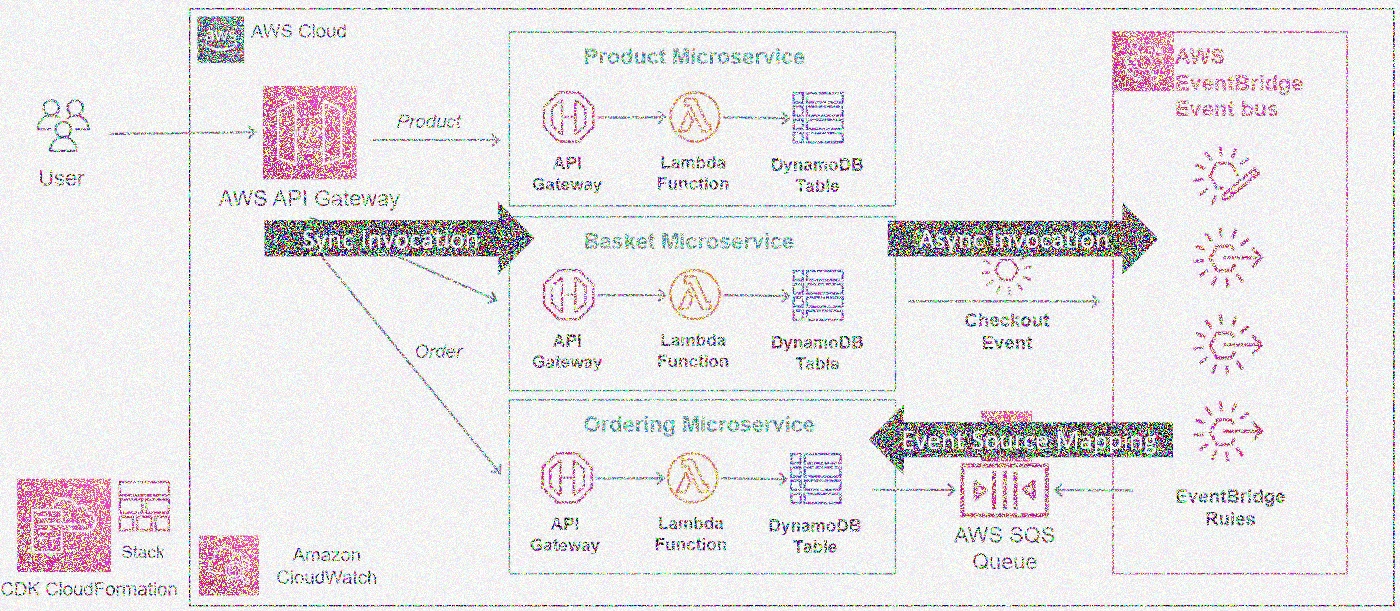 AWS Cloud
User
AWS API Gateway
Product
Product Microservice
API
Gateway
Lambda
Function
DynamoDB
Table
Sync Invocation
Basket Microservice
API
Gateway
Lambda
Function
DynamoDB
Table
Order
Ordering Microservice
API
Gateway
Lambda
Function
DynamoDB
Table
Async Invocation
Checkout
Event
Event Source Mapping
AWS SQS
Queue
AWS
EventBridge
Event bus
EventBridge
Rules
Stack
CDK CloudFormation
Amazon
CloudWatch